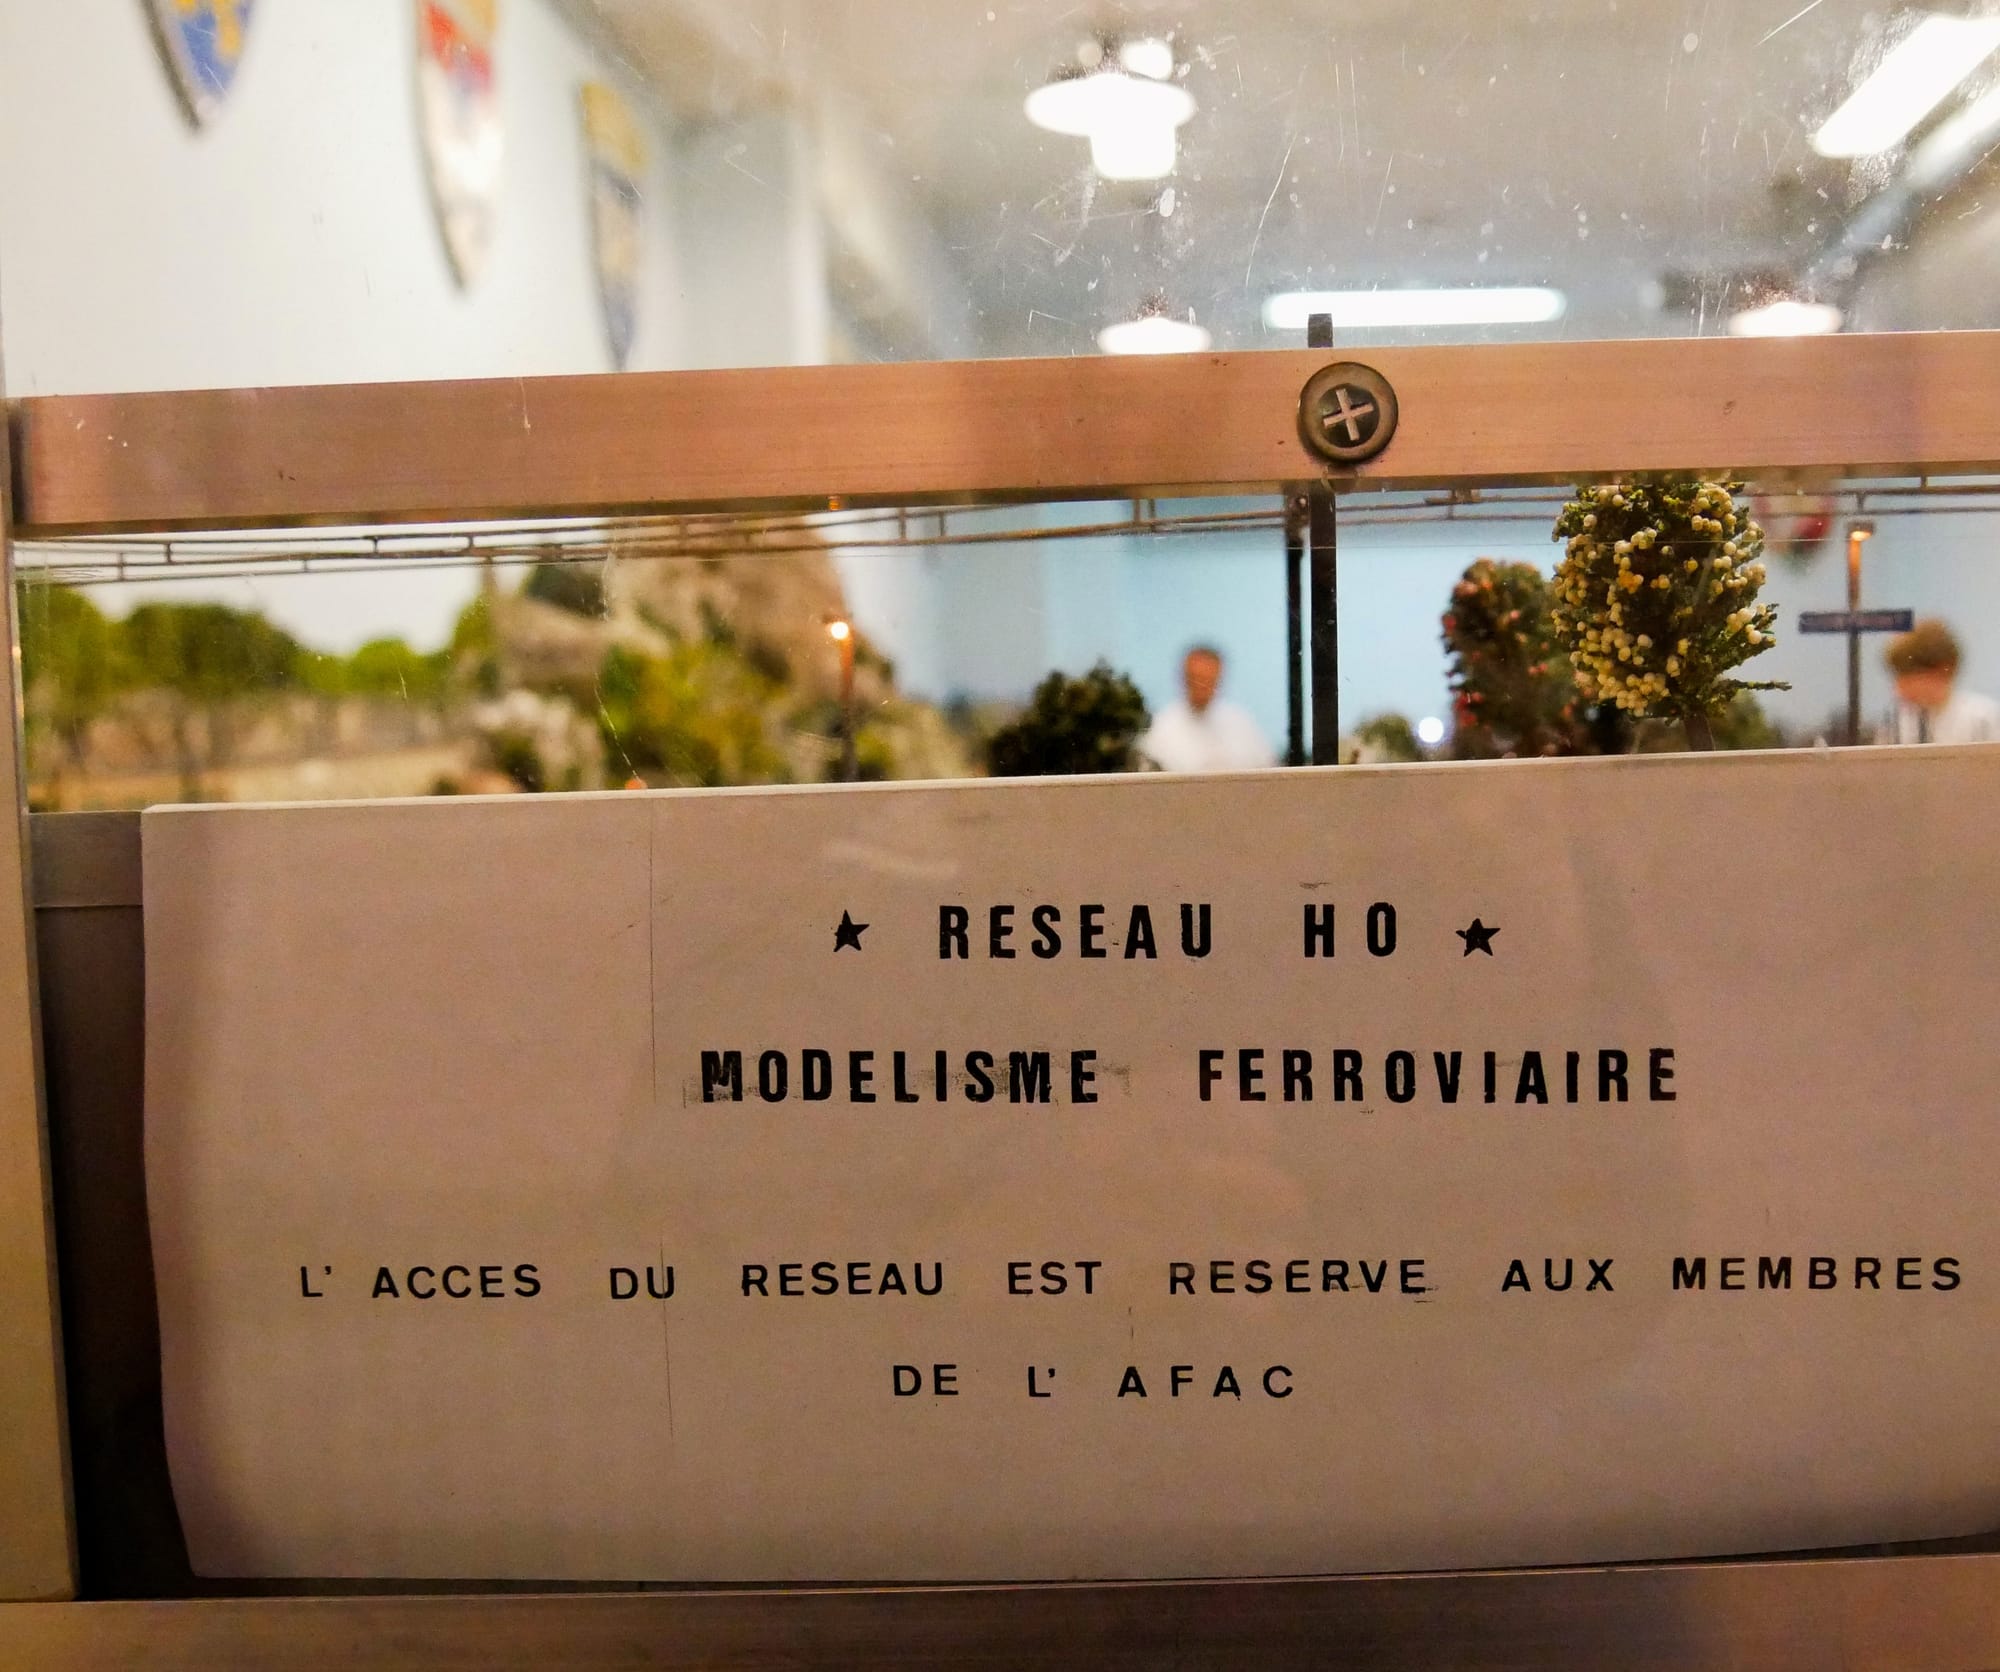 ★ RESEAU HO ★
MODELISME FERROVIAIRE
L' ACCES DU RESEAU EST RESERVE AUX MEMBRES
DE L' AFAC